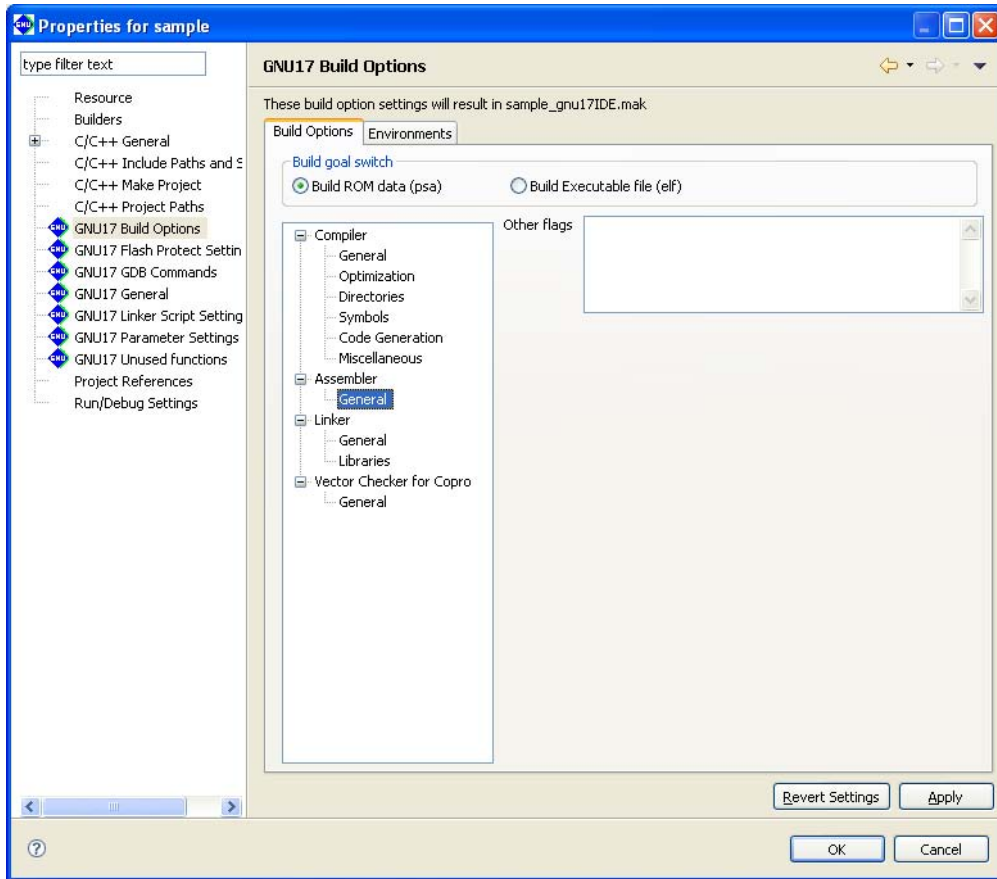 Properties for sample
type filter text
Resource
Builders
C/C++ General
C/C++ Include Paths and S
C/C++ Make Project
C/C++ Project Paths
GNU17 Build Options
GNU17 Flash Protect Settin
GNU17 GDB Commands
GNU17 General
GNU17 Linker Script Setting
GNU17 Parameter Settings
GNU17 Unused functions
Project References
Run/Debug Settings
GNU17 Build Options
These build option settings will result in sample_gnu17IDE.mak
Build Options
Environments
Build goal switch
Build ROM data (psa)
Build Executable file (elf)
Compiler
General
Optimization
Directories
Symbols
Code Generation
Miscellaneous
Assembler
General
Linker
General
Libraries
Vector Checker for Copro
General
Other flags
Revert Settings
Apply
OK
Cancel